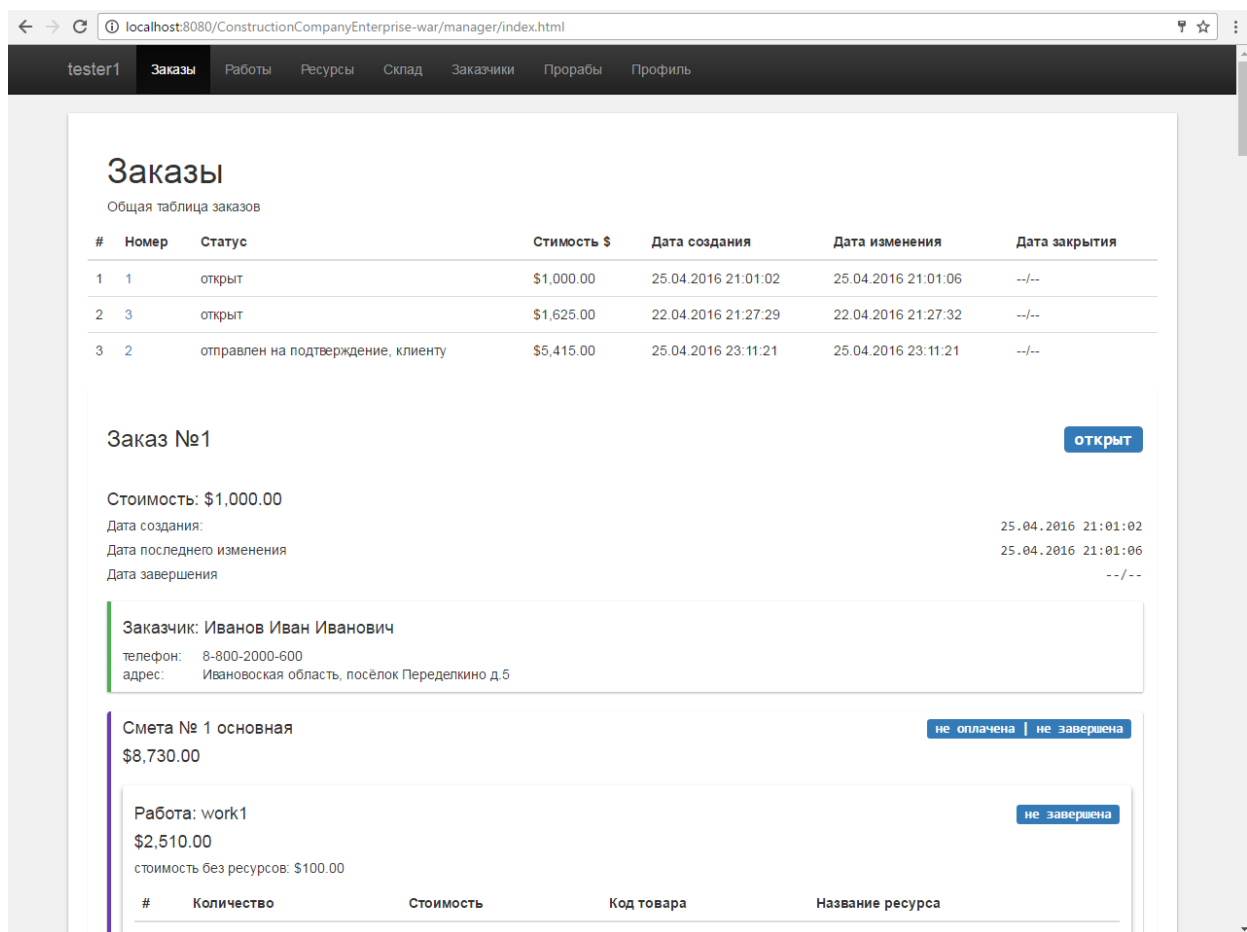 localhost:8080/ConstructionCompanyEnterprise-war/manager/index.html
tester1 Заказы Работы Ресурсы Склад Заказчики Прорабы Профиль
Заказы
Общая таблица заказов
# Номер Статус Стимость $ Дата создания Дата изменения Дата закрытия
1 1 открыт $1,000.00 25.04.2016 21:01:02 25.04.2016 21:01:06 --/--
2 3 открыт $1,625.00 22.04.2016 21:27:29 22.04.2016 21:27:32 --/--
3 2 отправлен на подтверждение, клиенту $5,415.00 25.04.2016 23:11:21 25.04.2016 23:11:21 --/--
Заказ №1 открыт
Стоимость: $1,000.00
Дата создания: 25.04.2016 21:01:02
Дата последнего изменения 25.04.2016 21:01:06
Дата завершения --/--
Заказчик: Иванов Иван Иванович
телефон: 8-800-2000-600
адрес: Ивановоская область, посёлок Переделкино д.5
Смета № 1 основная не оплачена | не завершена
$8,730.00
Работа: work1 не завершена
$2,510.00
стоимость без ресурсов: $100.00
# Количество Стоимость Код товара Название ресурса